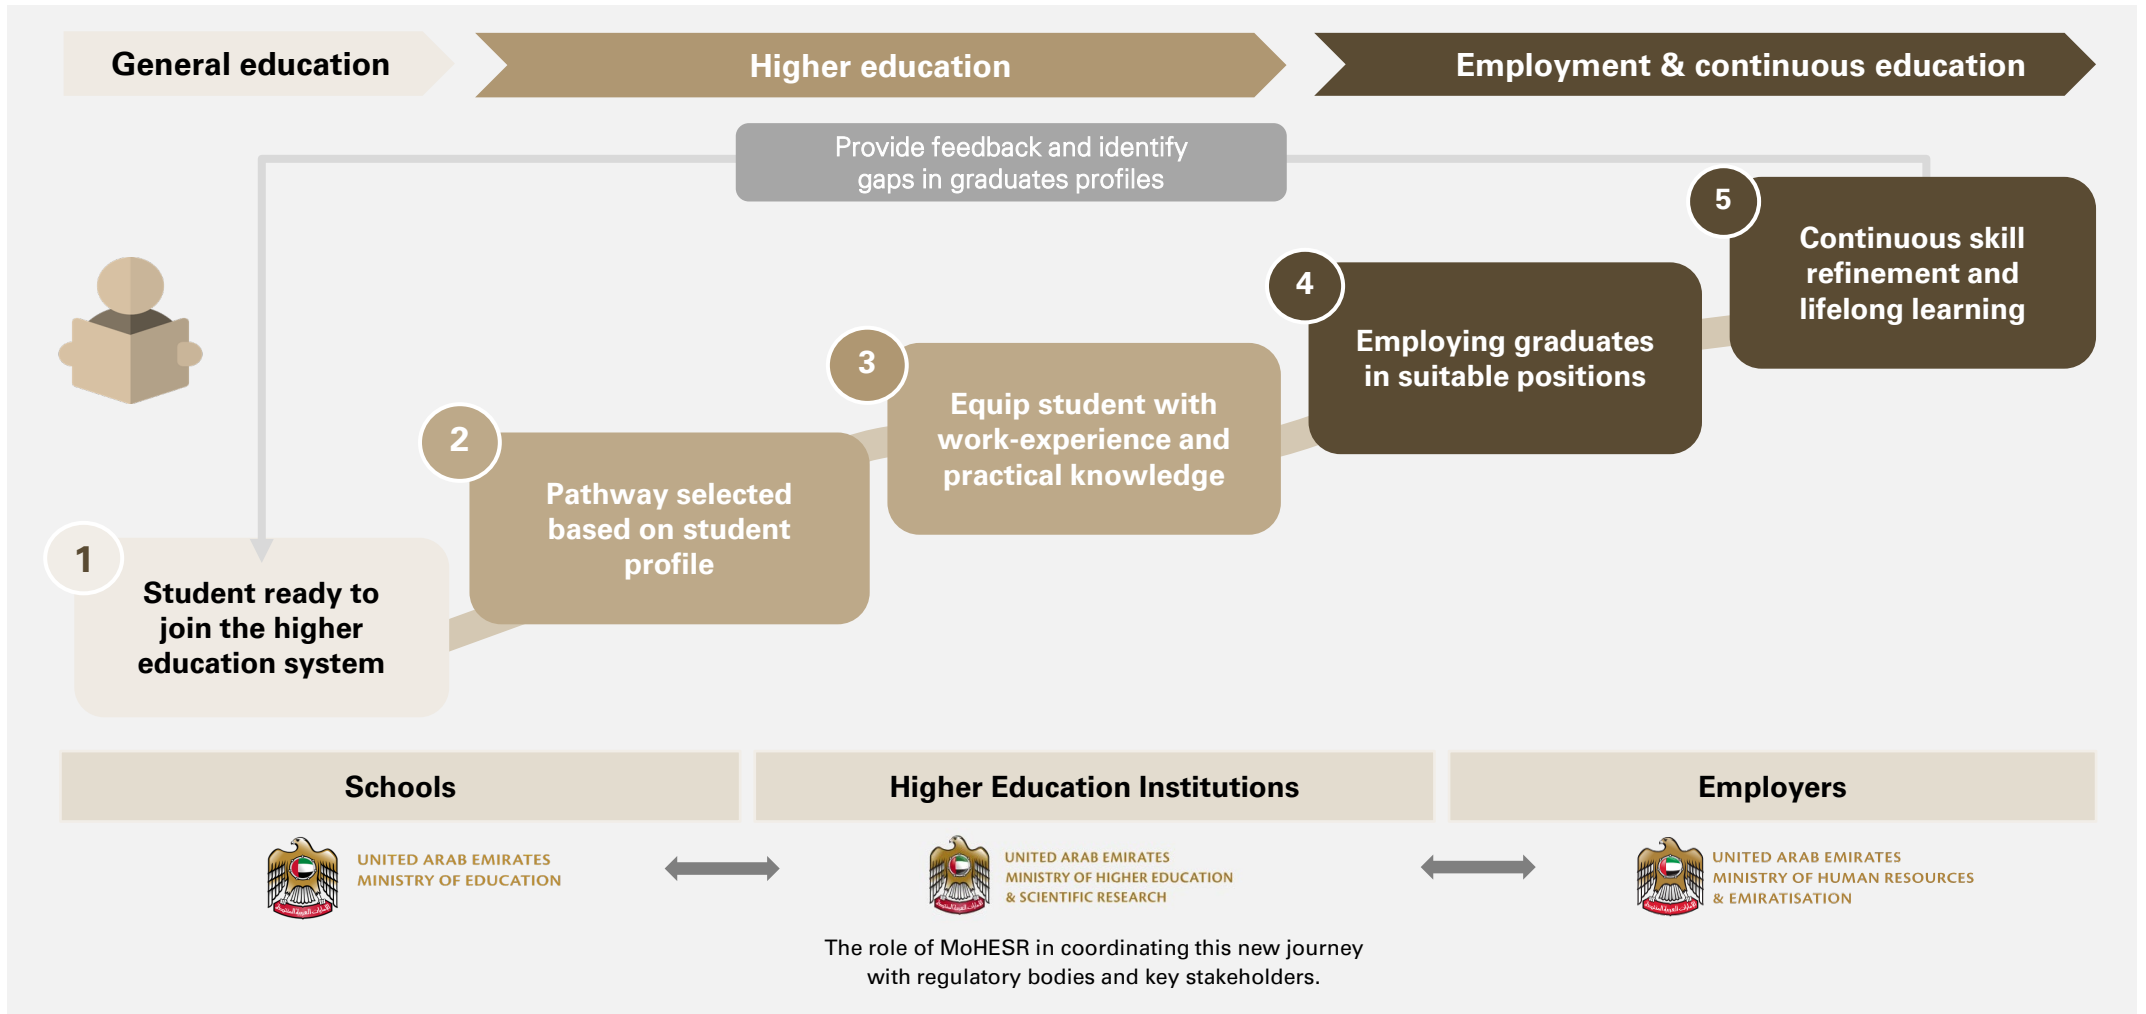 General education
Higher education
Employment & continuous education
Provide feedback and identify
gaps in graduates profiles
1
Student ready to
join the higher
education system
2
Pathway selected
based on student
profile
3
Equip student with
work-experience and
practical knowledge
4
Employing graduates
in suitable positions
5
Continuous skill
refinement and
lifelong learning
Schools
Higher Education Institutions
Employers
UNITED ARAB EMIRATES
MINISTRY OF EDUCATION
UNITED ARAB EMIRATES
MINISTRY OF HIGHER EDUCATION
& SCIENTIFIC RESEARCH
UNITED ARAB EMIRATES
MINISTRY OF HUMAN RESOURCES
& EMIRATISATION
The role of MoHESR in coordinating this new journey
with regulatory bodies and key stakeholders.